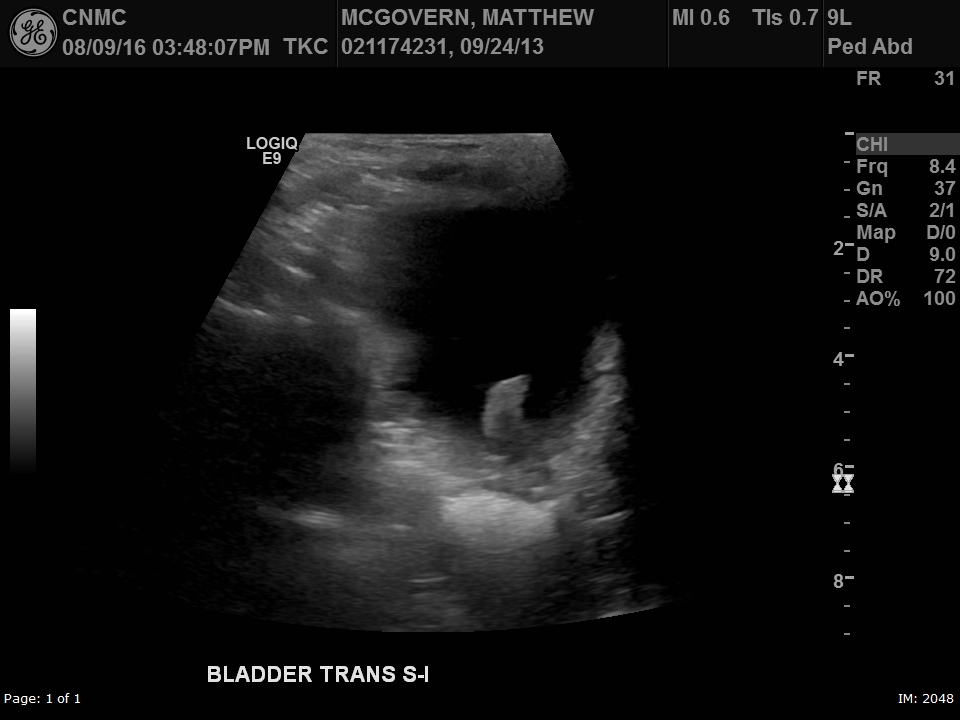 CNMC
08/09/16 03:48:07PM TKC
MCGOVERN, MATTHEW
021174231, 09/24/13
MI 0.6 TIs 0.7
9L
Ped Abd
FR 31
CHI
Frq 8.4
Gn 37
S/A 2/1
Map D/0
D 9.0
DR 72
AO% 100
LOGIQ
E9
2
4
6
8
BLADDER TRANS S-I
Page: 1 of 1
IM: 2048